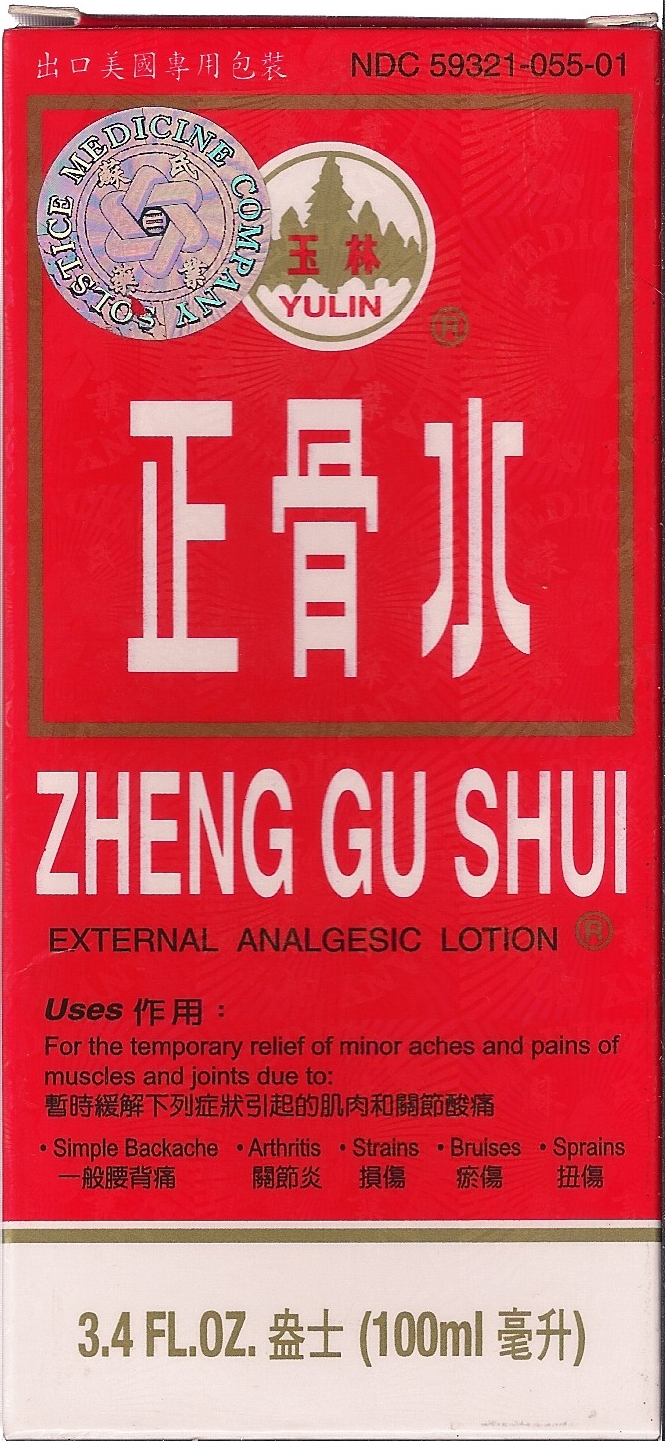 出口美國專用包裝 NDC 59321-055-01
SOLSTICE MEDICINE COMPANY
蘇氏
藥業
玉林
YULIN
®
正骨水
ZHENG GU SHUI
EXTERNAL ANALGESIC LOTION ®
Uses 作用：
For the temporary relief of minor aches and pains of
muscles and joints due to:
暫時緩解下列症狀引起的肌肉和關節酸痛
• Simple Backache • Arthritis • Strains • Bruises • Sprains
一般腰背痛 關節炎 損傷 瘀傷 扭傷
3.4 FL.OZ. 盎士 (100ml 毫升)